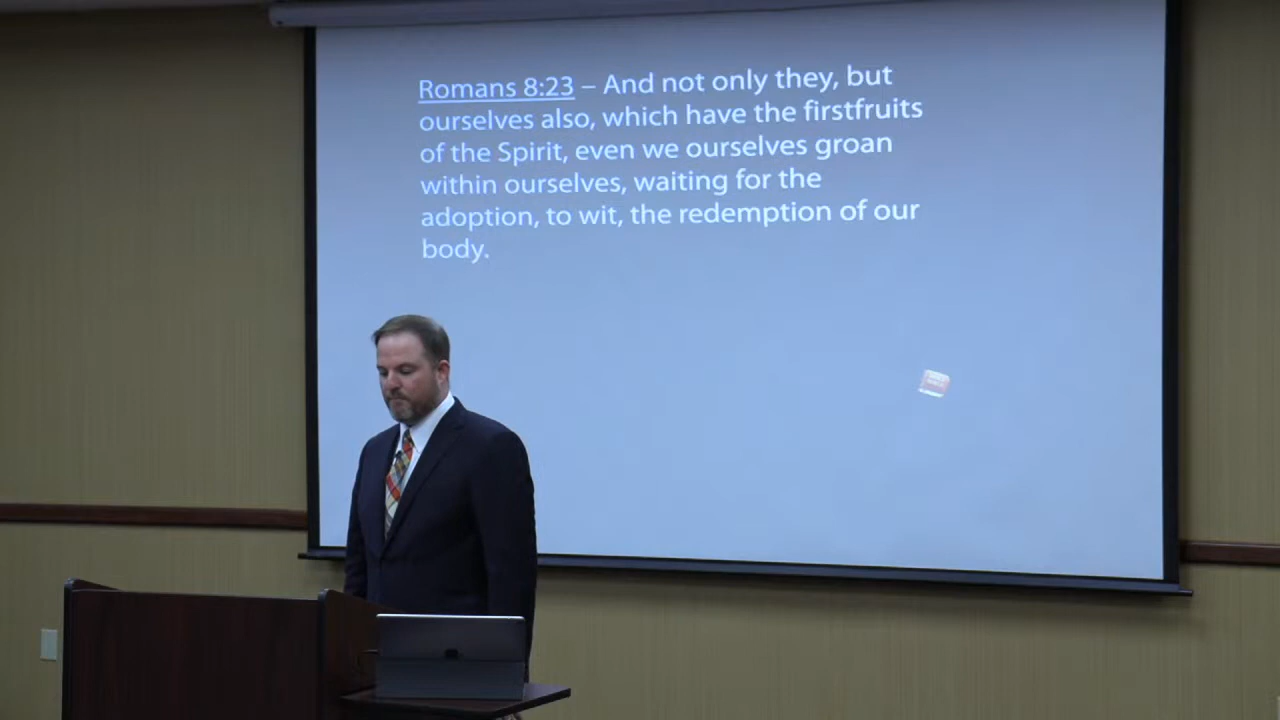 Romans 8:23 – And not only they, but
ourselves also, which have the firstfruits
of the Spirit, even we ourselves groan
within ourselves, waiting for the
adoption, to wit, the redemption of our
body.